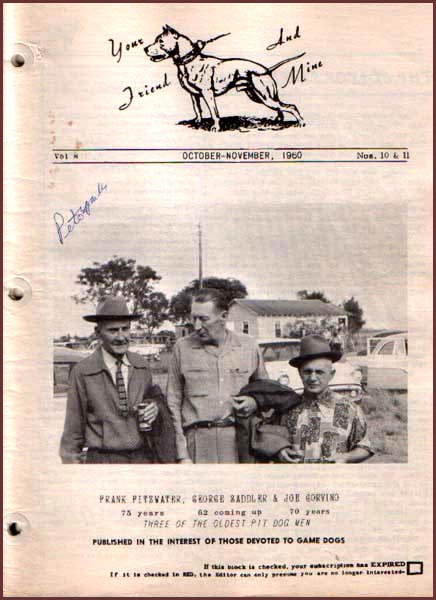 Your
Friend
And
Mine
Vol 8 OCTOBER-NOVEMBER, 1960 Nos. 10 & 11
FRANK FITZWATER, GEORGE SADDLER & JOE CORVINO
75 years 62 coming up 70 years
THREE OF THE OLDEST PIT DOG MEN
PUBLISHED IN THE INTEREST OF THOSE DEVOTED TO GAME DOGS
If this block is checked, your subscription has EXPIRED
If it is checked in RED, the Editor can only presume you are no longer interested-